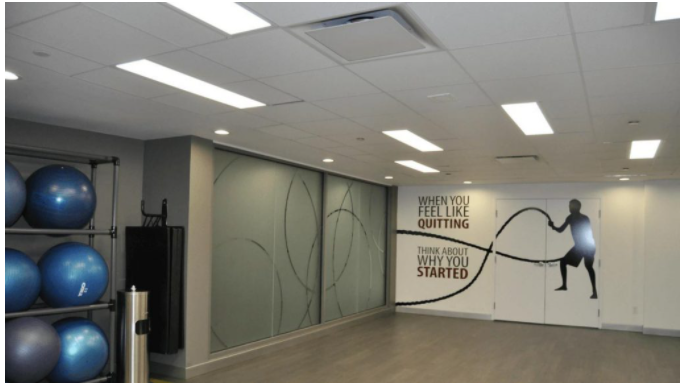 WHEN YOU
FEEL LIKE
QUITTING
THINK ABOUT
WHY YOU
STARTED